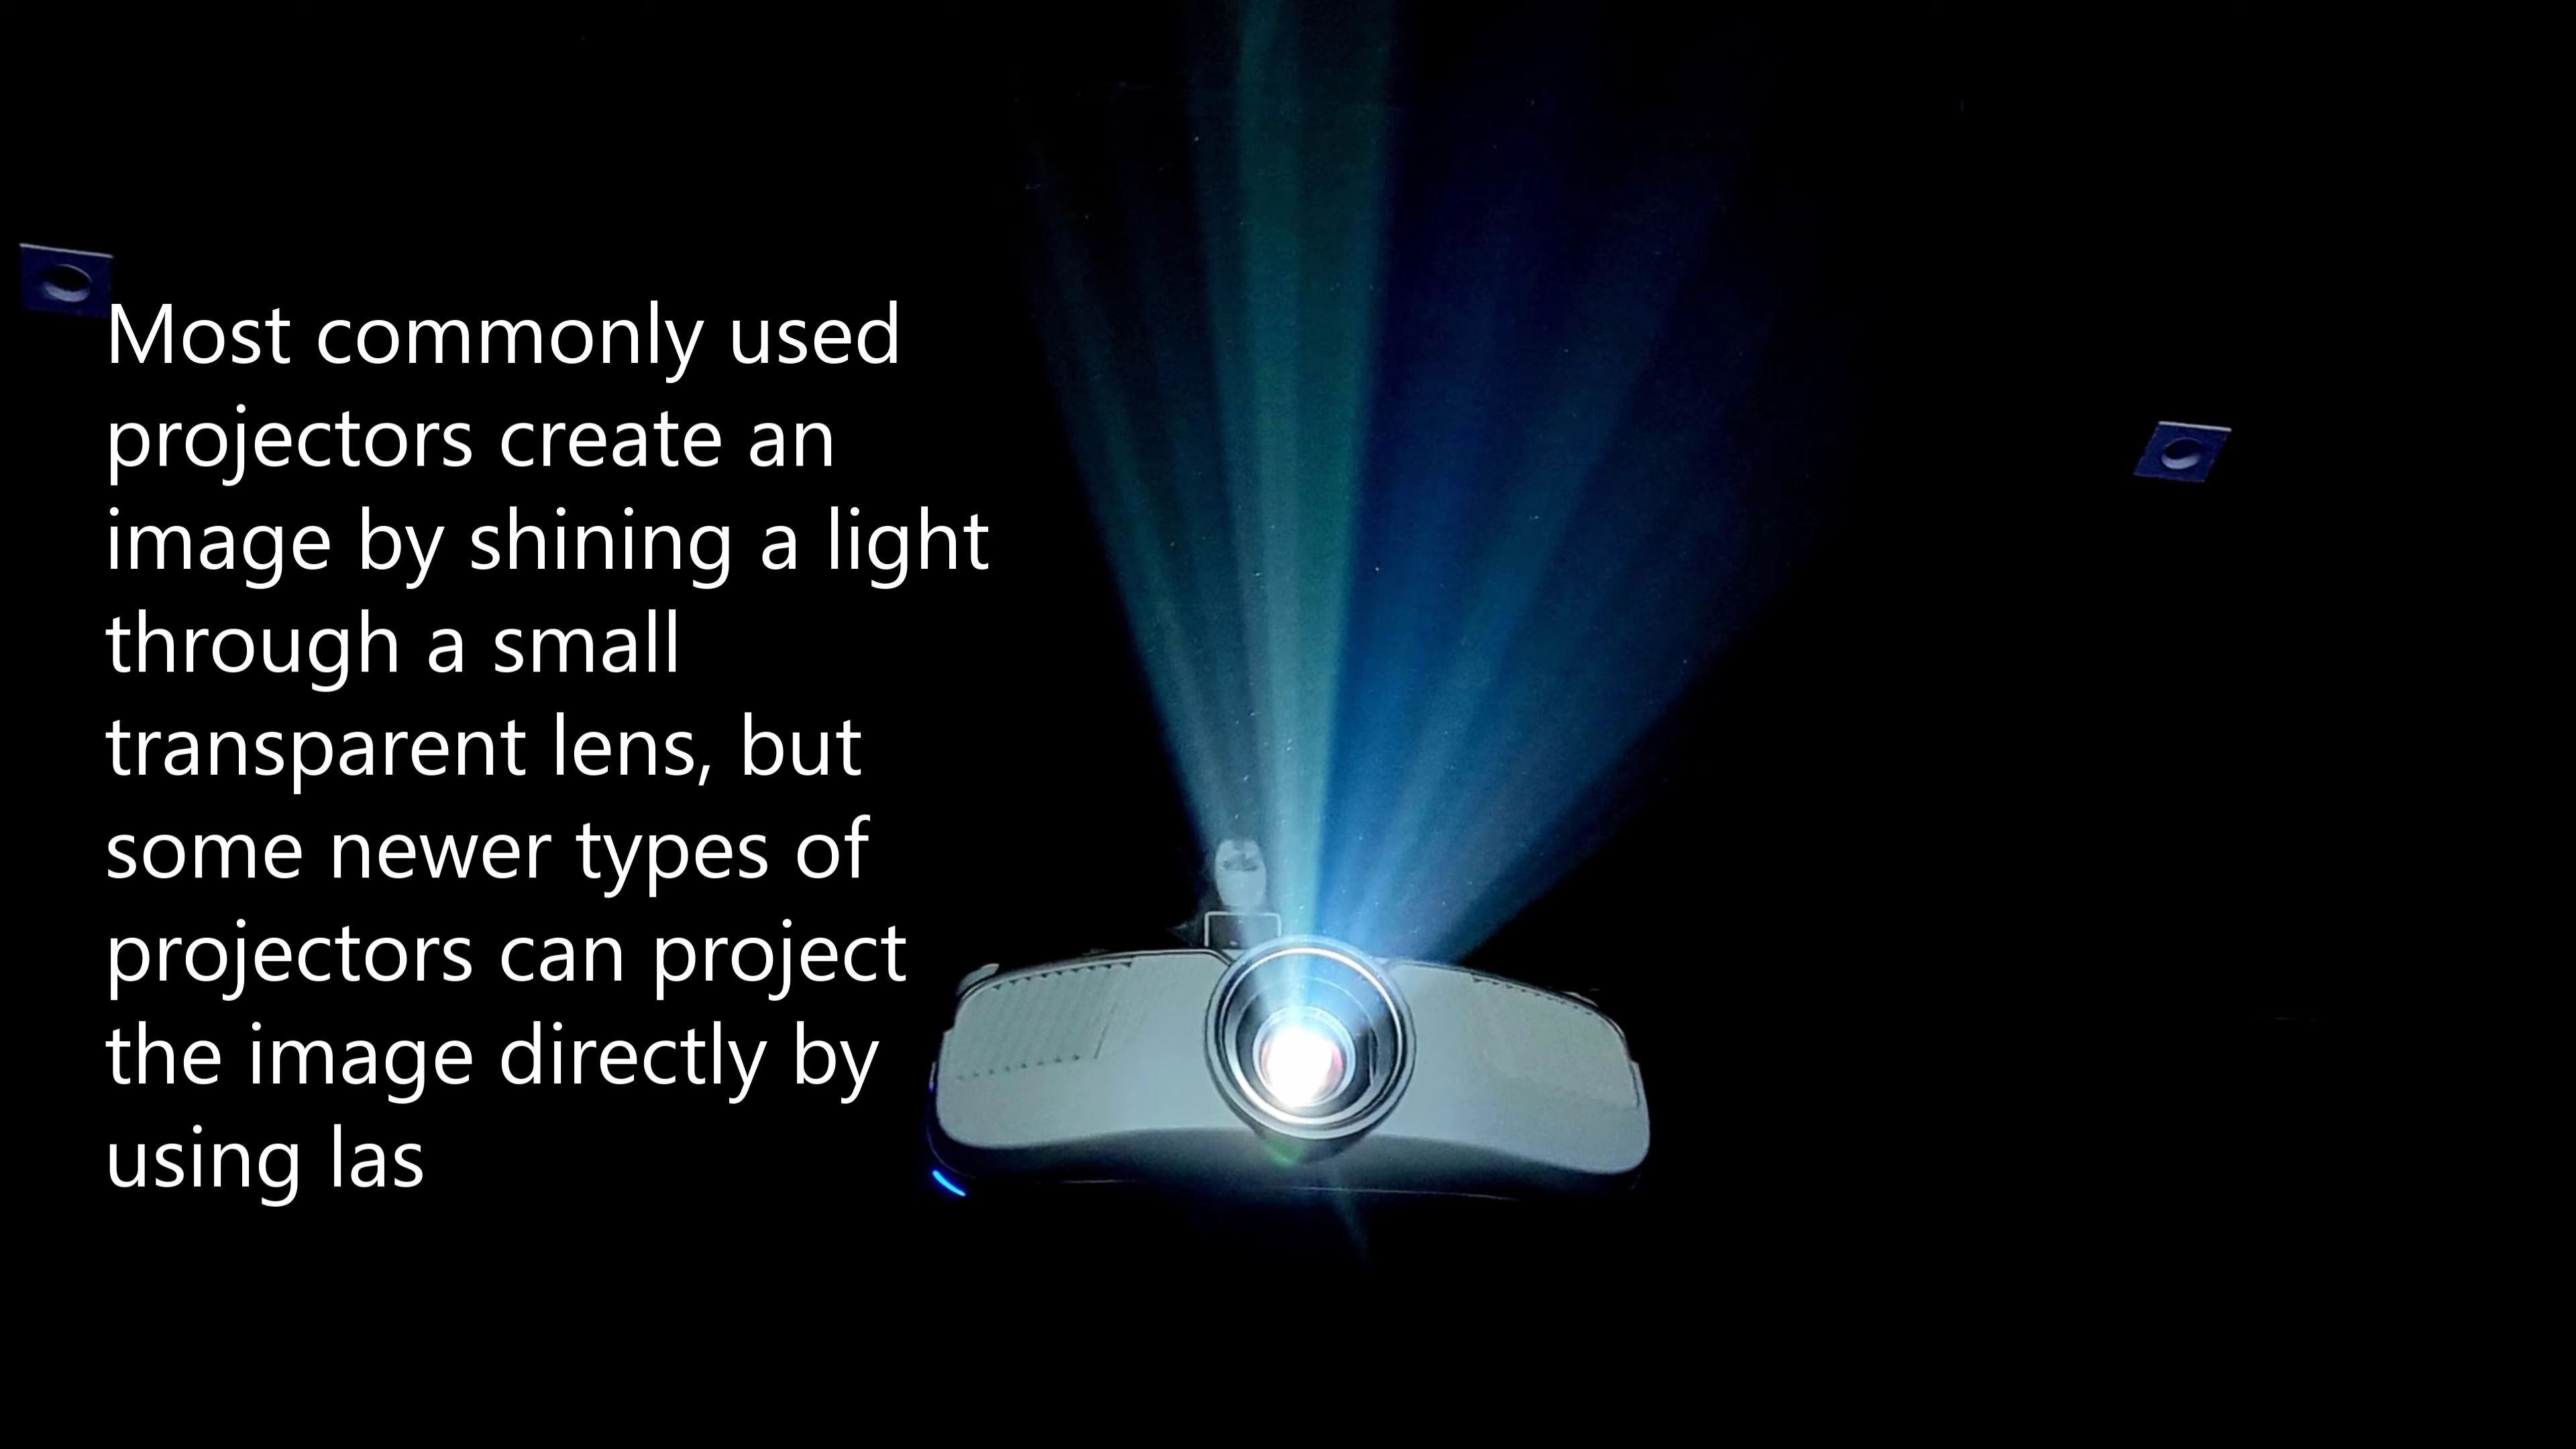 Most commonly used
projectors create an
image by shining a light
through a small
transparent lens, but
some newer types of
projectors can project
the image directly by
using las